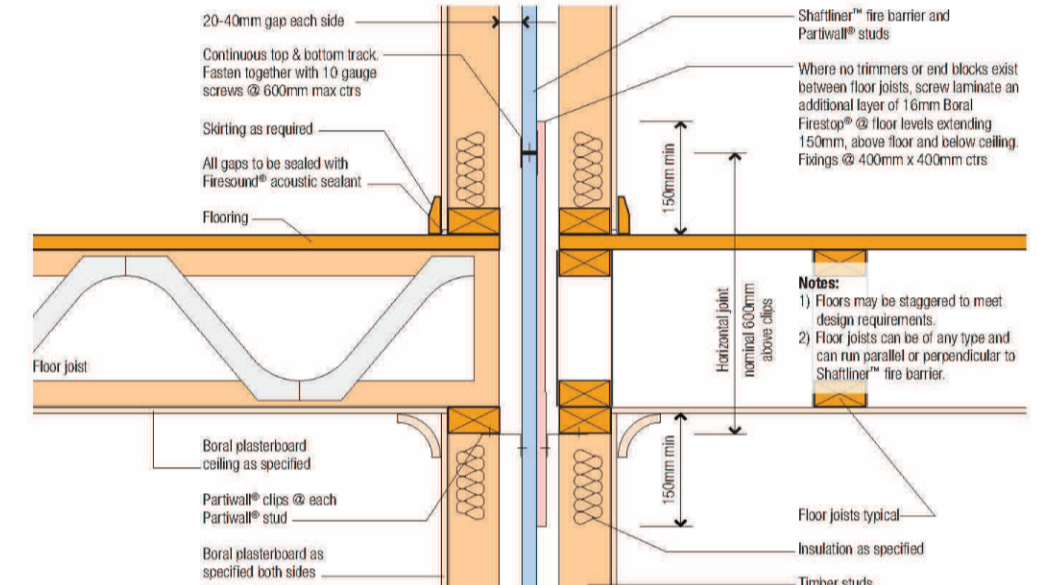 20-40mm gap each side
Continuous top & bottom track.
Fasten together with 10 gauge
screws @ 600mm max ctrs
Skirting as required
All gaps to be sealed with
Firesound® acoustic sealant
Flooring
Floor joist
Boral plasterboard
ceiling as specified
Partiwall® clips @ each
Partiwall® stud
Boral plasterboard as
specified both sides
150mm min
Horizontal joint
nominal 600mm
above clips
150mm min
Shaftliner™ fire barrier and
Partiwall studs
Where no trimmers or end blocks exist
between floor joists, screw laminate an
additional layer of 16mm Boral
Firestop® @ floor levels extending
150mm, above floor and below ceiling.
Fixings @ 400mm x 400mm ctrs
Notes:
1) Floors may be staggered to meet
design requirements.
2) Floor joists can be of any type and
can run parallel or perpendicular to
Shaftliner™ fire barrier.
Floor joists typical
Insulation as specified
Timber studs